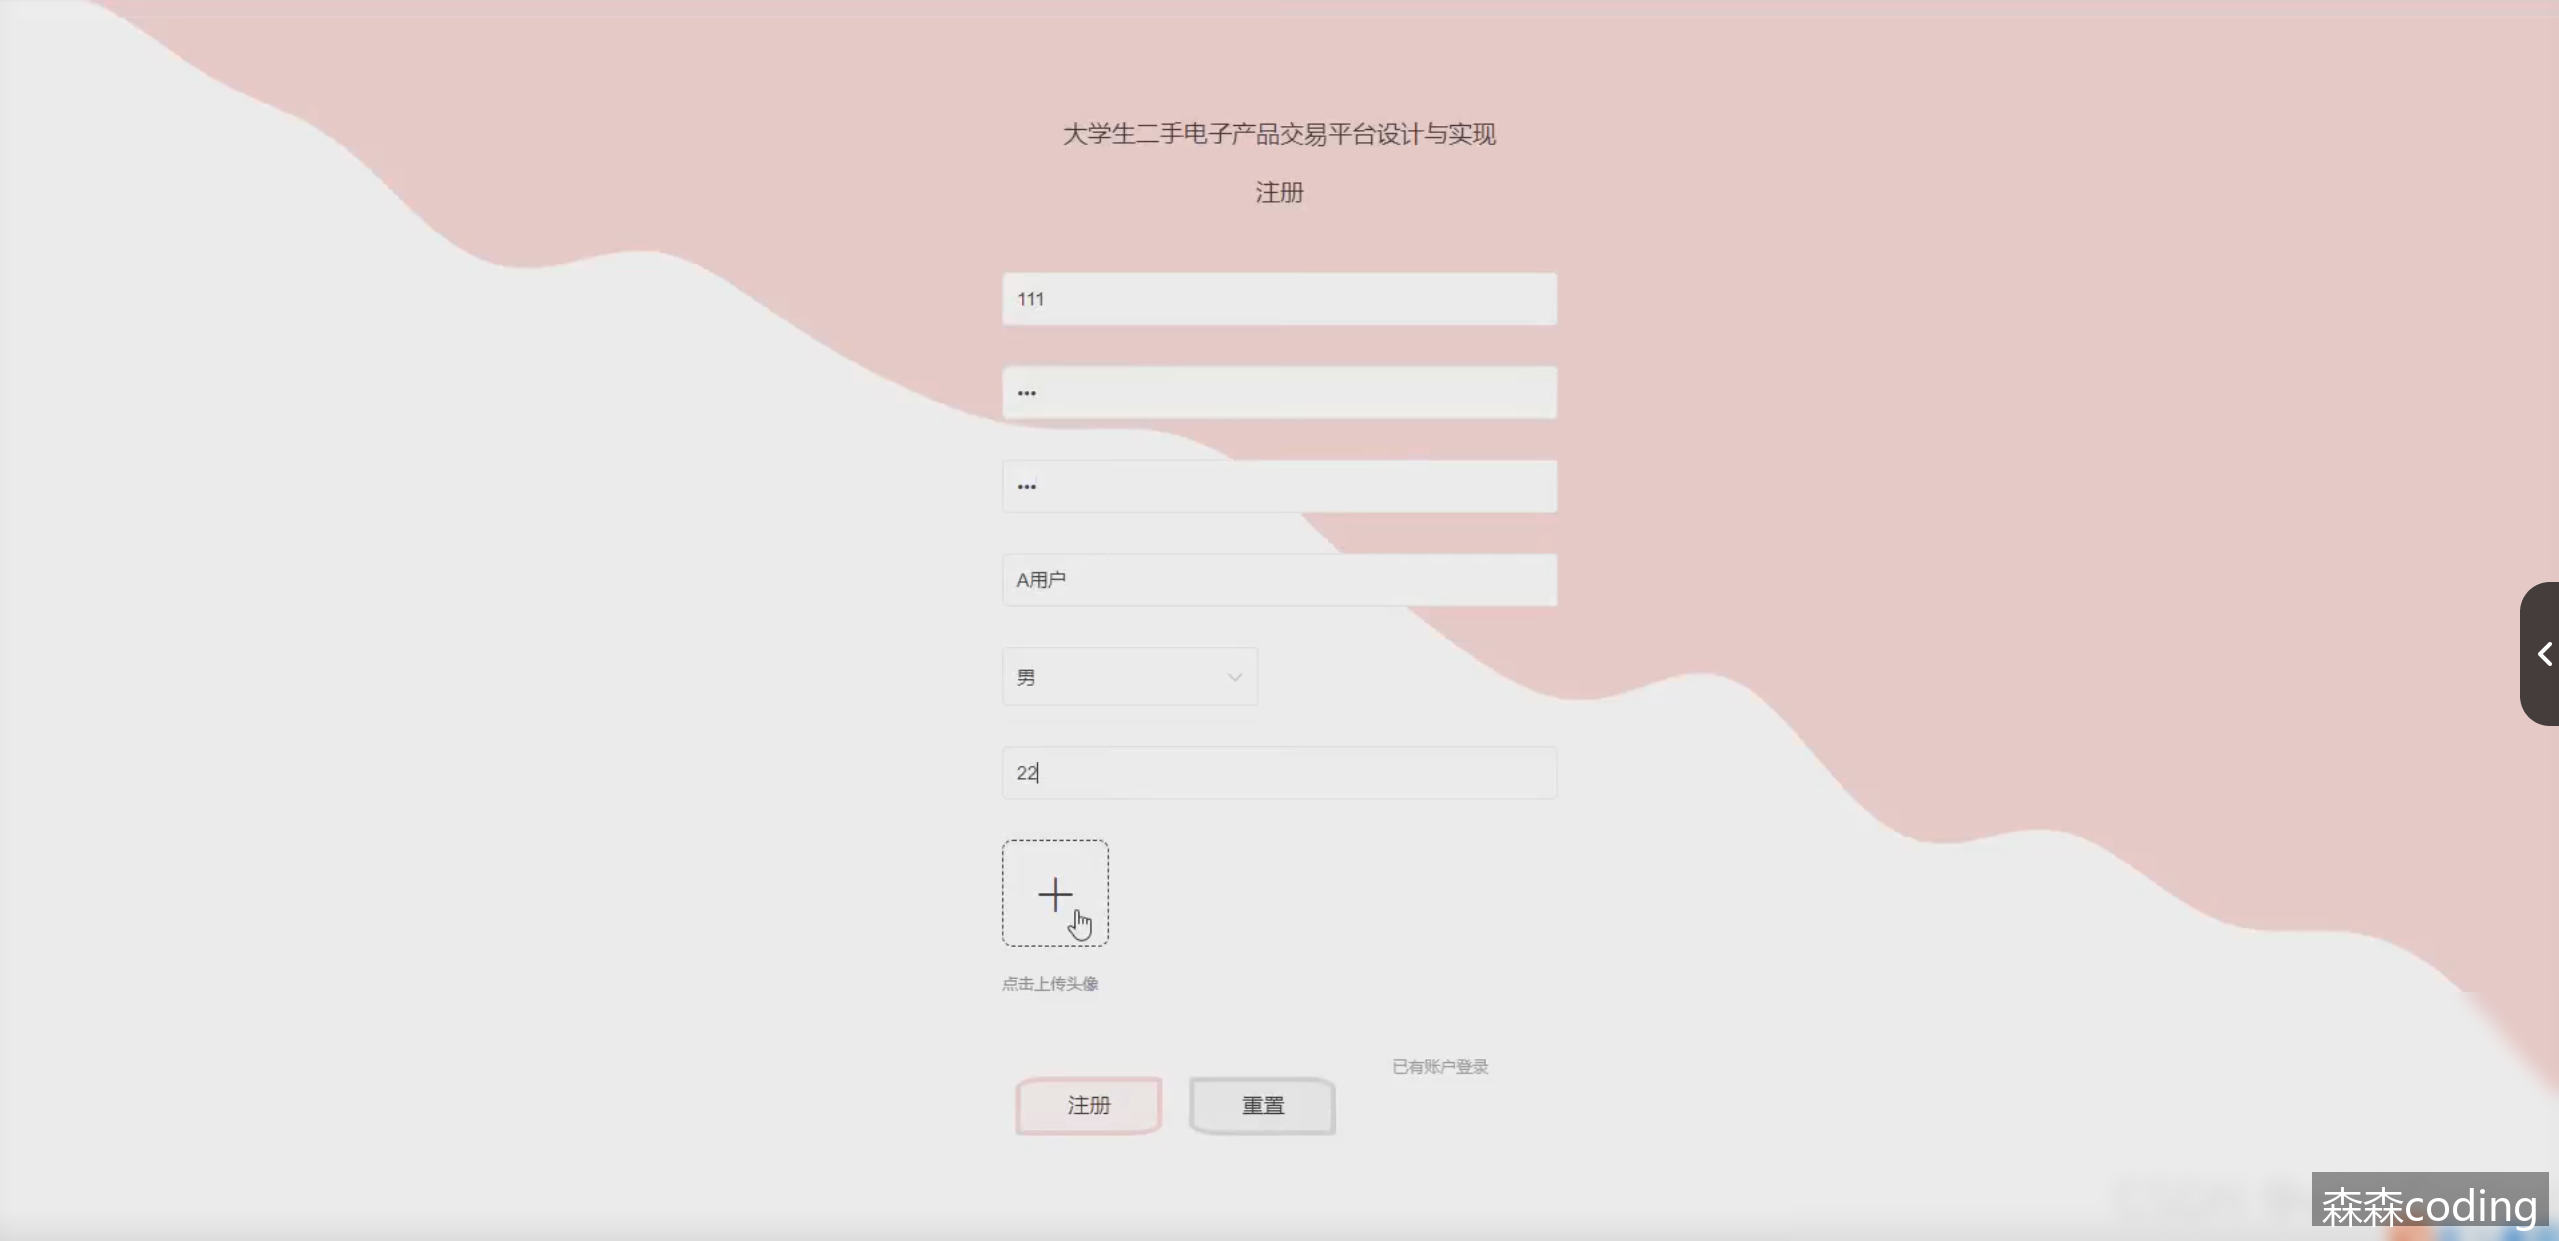 大学生二手电子产品交易平台设计与实现
注册
111
•••
•••
A用户
男
22
点击上传头像
已有账户登录
注册
重置
森森coding